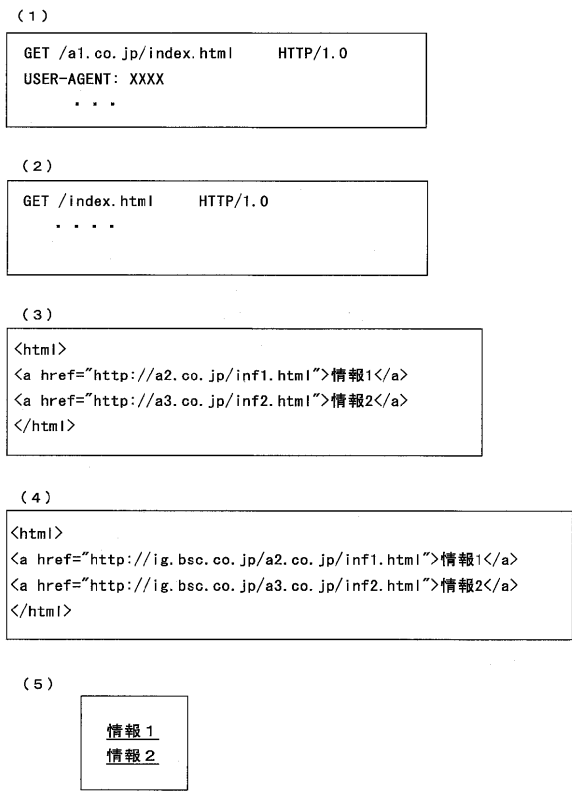 (1)
GET /a1.co.jp/index.html HTTP/1.0
USER-AGENT: XXXX
・・・
(2)
GET /index.html HTTP/1.0
・・・・
(3)
<html>
<a href="http://a2.co.jp/inf1.html">情報1</a>
<a href="http://a3.co.jp/inf2.html">情報2</a>
</html>
(4)
<html>
<a href="http://ig.bsc.co.jp/a2.co.jp/inf1.html">情報1</a>
<a href="http://ig.bsc.co.jp/a3.co.jp/inf2.html">情報2</a>
</html>
(5)
情報1
情報2